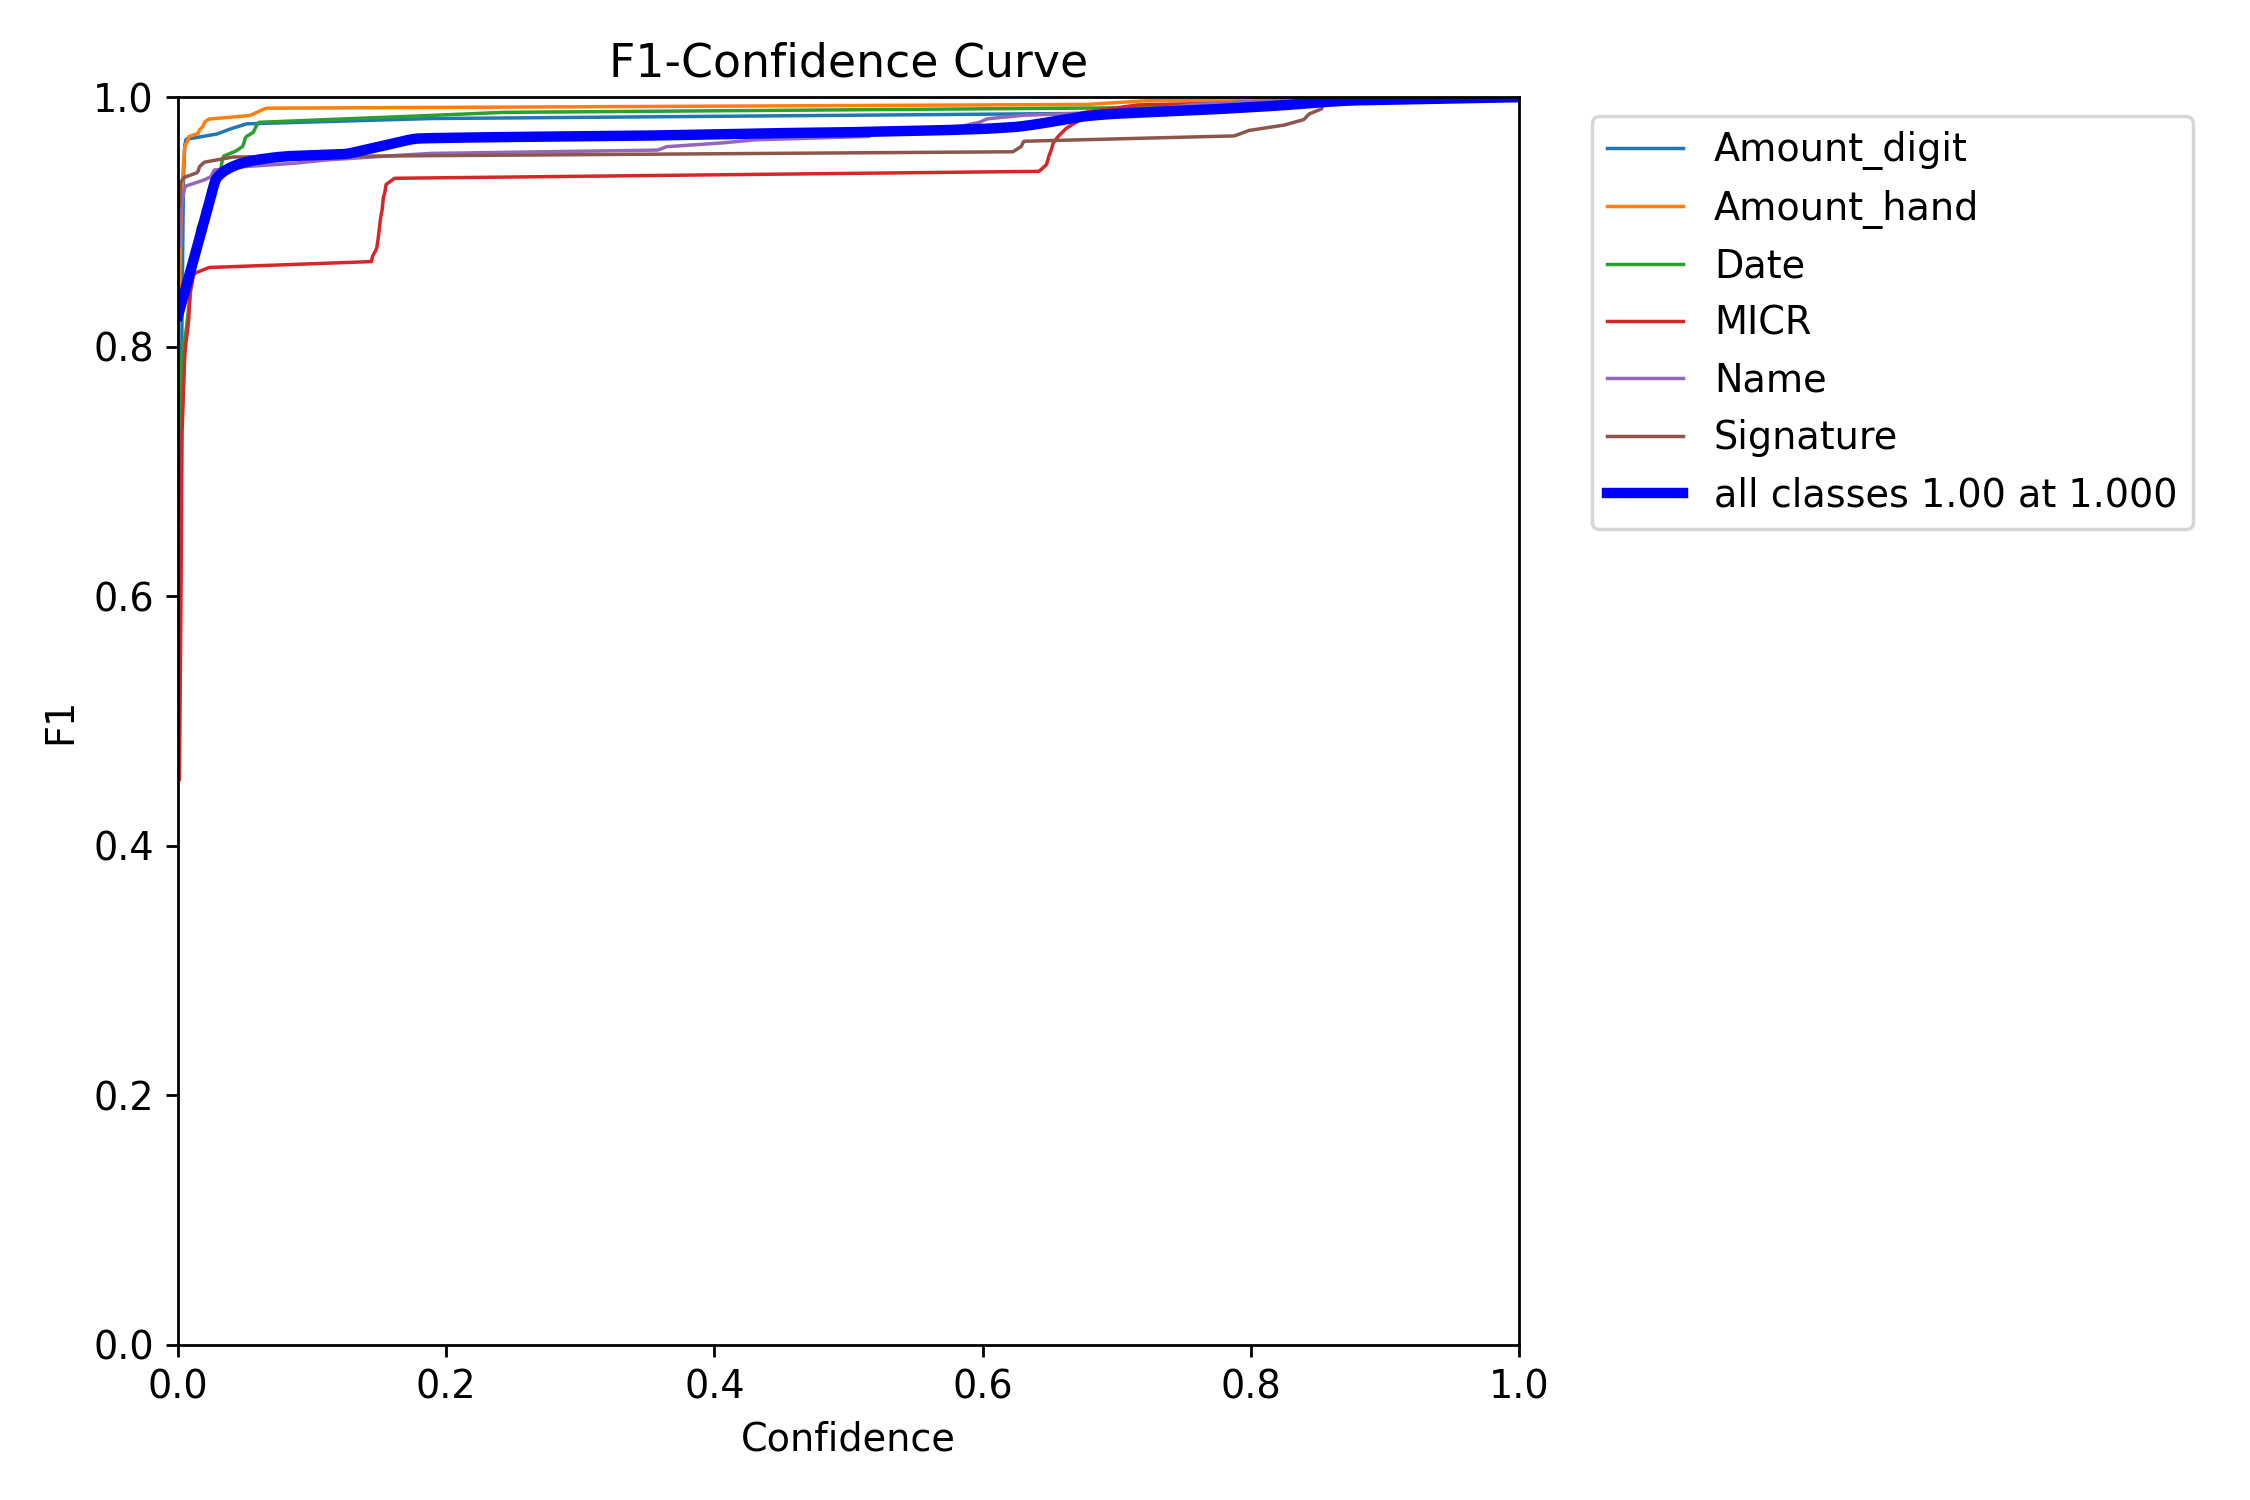 F1-Confidence Curve
1.0
0.8
0.6
0.4
0.2
0.0
F1
0.0 0.2 0.4 0.6 0.8 1.0
Confidence
Amount_digit
Amount_hand
Date
MICR
Name
Signature
all classes 1.00 at 1.000